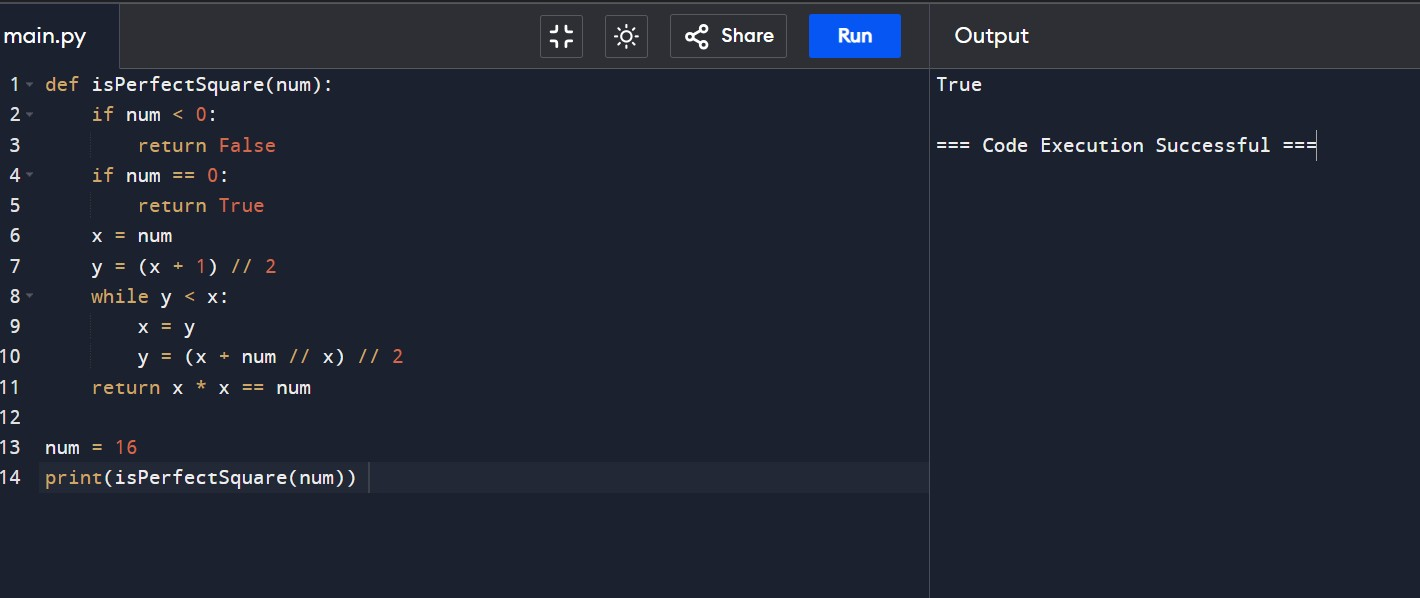 main.py Share Run Output
1 def isPerfectSquare(num):
2     if num < 0:
3         return False
4     if num == 0:
5         return True
6     x = num
7     y = (x + 1) // 2
8     while y < x:
9         x = y
10         y = (x + num // x) // 2
11     return x * x == num
12
13 num = 16
14 print(isPerfectSquare(num))
True
=== Code Execution Successful ===